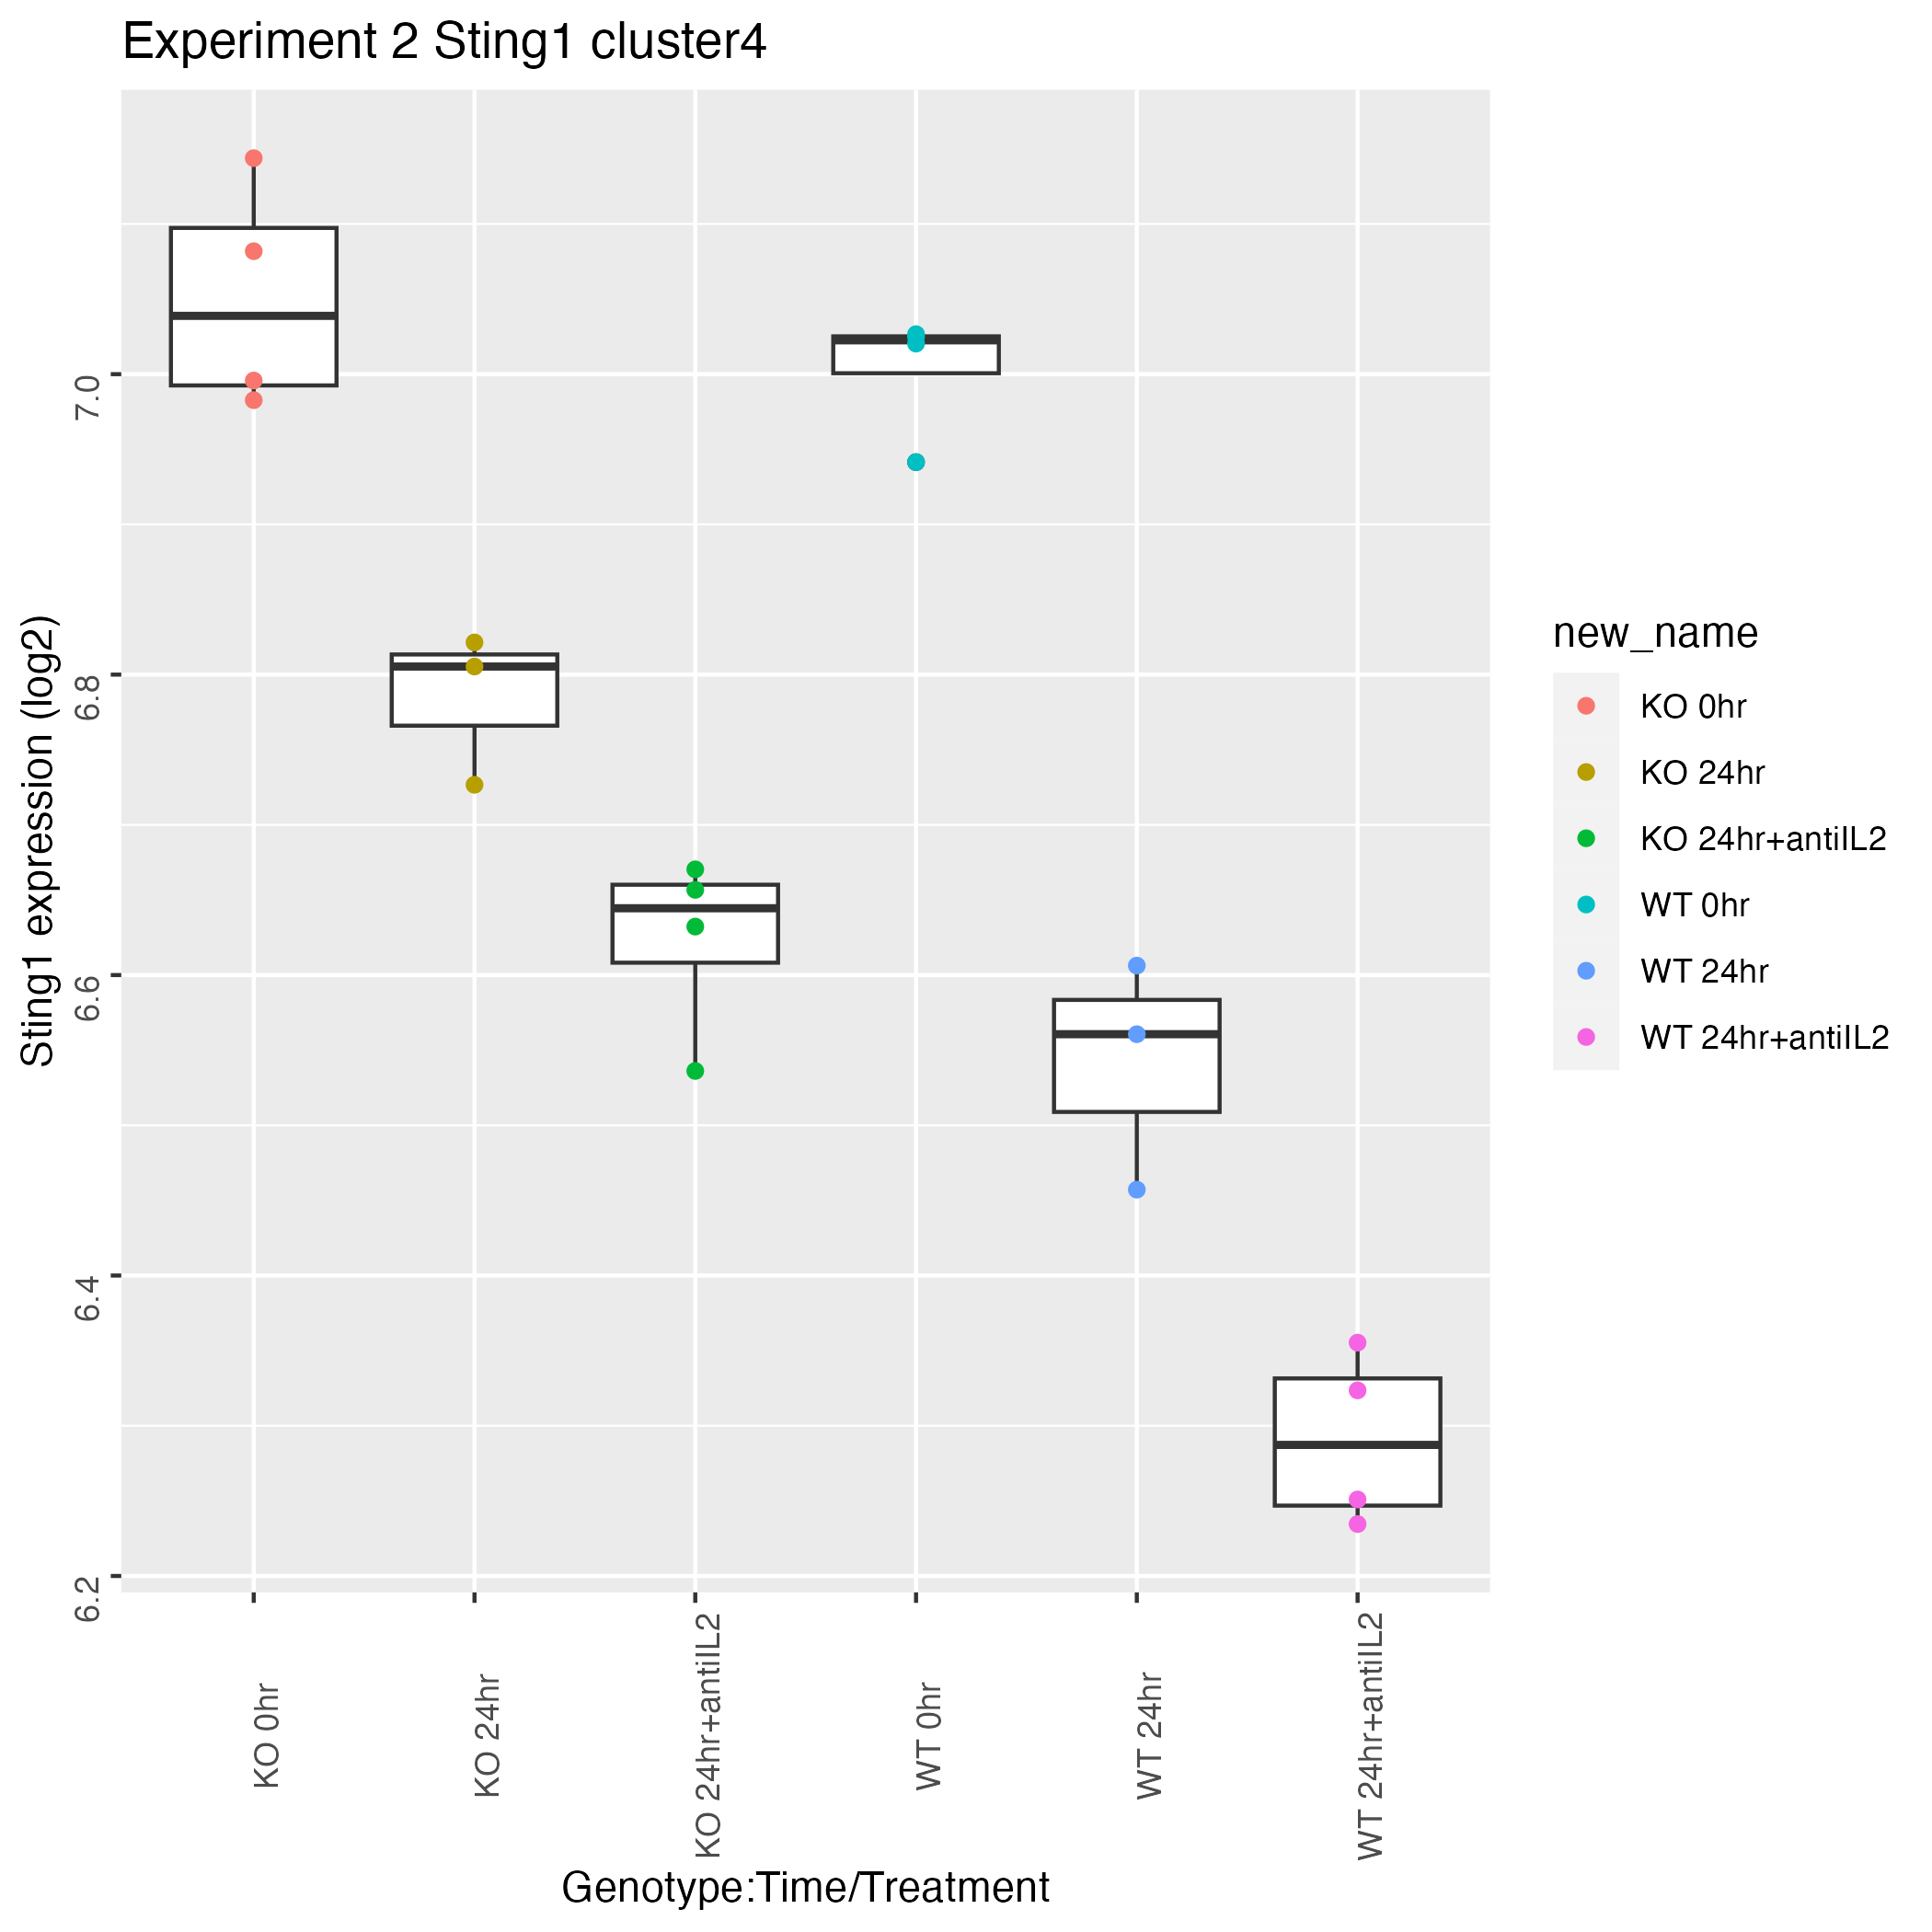 Experiment 2 Sting1 cluster4
Sting1 expression (log2)
7.0
6.8
6.6
6.4
6.2
KO 0hr
KO 24hr
KO 24hr+antiIL2
WT 0hr
WT 24hr
WT 24hr+antiIL2
Genotype:Time/Treatment
new_name
KO 0hr
KO 24hr
KO 24hr+antiIL2
WT 0hr
WT 24hr
WT 24hr+antiIL2